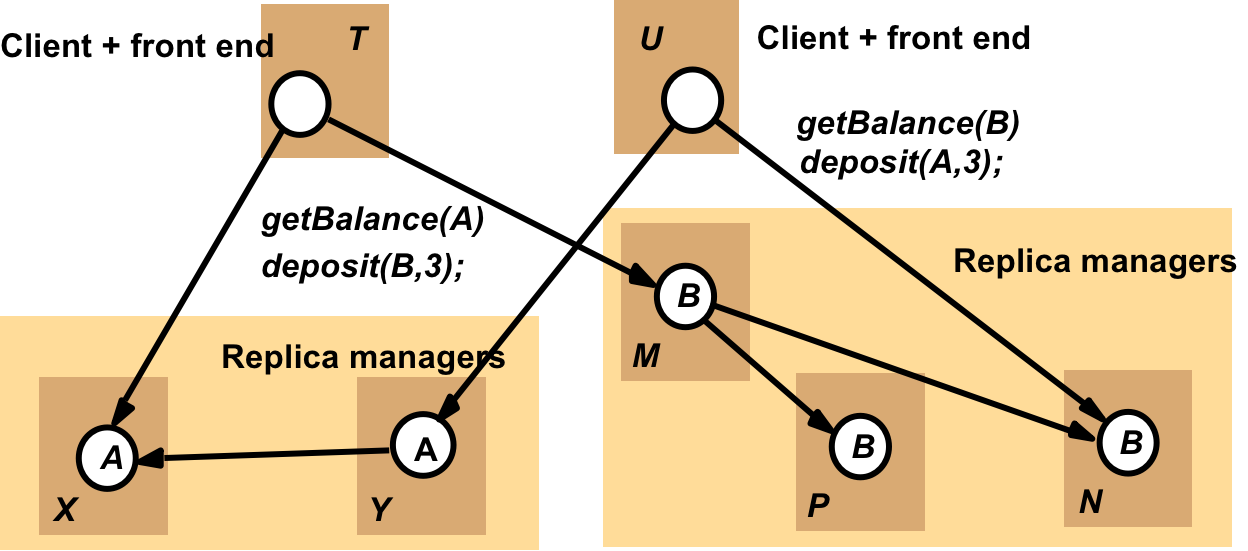 Client + front end
T
U
Client + front end
getBalance(B)
deposit(A,3);
getBalance(A)
deposit(B,3);
Replica managers
B
M
Replica managers
A
X
A
Y
B
P
B
N